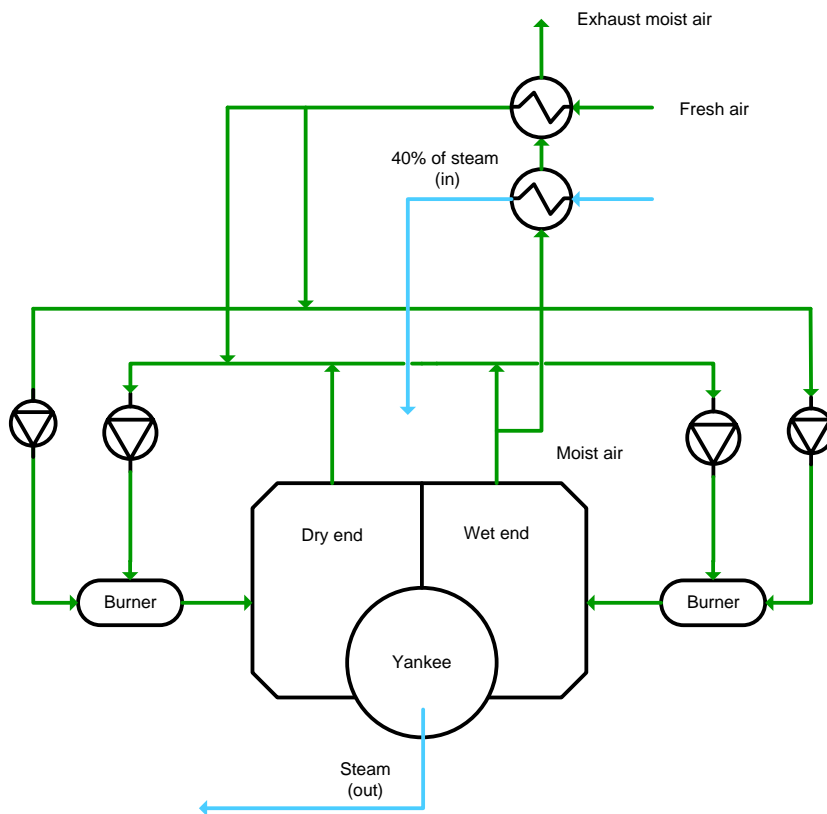 Exhaust moist air
Fresh air
40% of steam
(in)
Moist air
Dry end
Wet end
Burner
Burner
Yankee
Steam
(out)